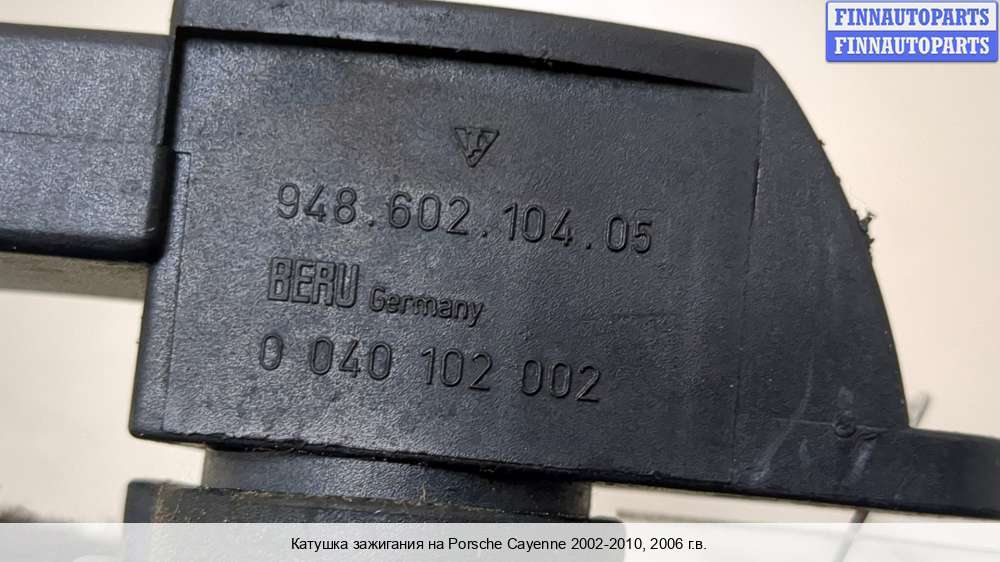 FINNAUTOPARTS
FINNAUTOPARTS
948.602.104.05
BERU Germany
0 040 102 002
Катушка зажигания на Porsche Cayenne 2002-2010, 2006 г.в.